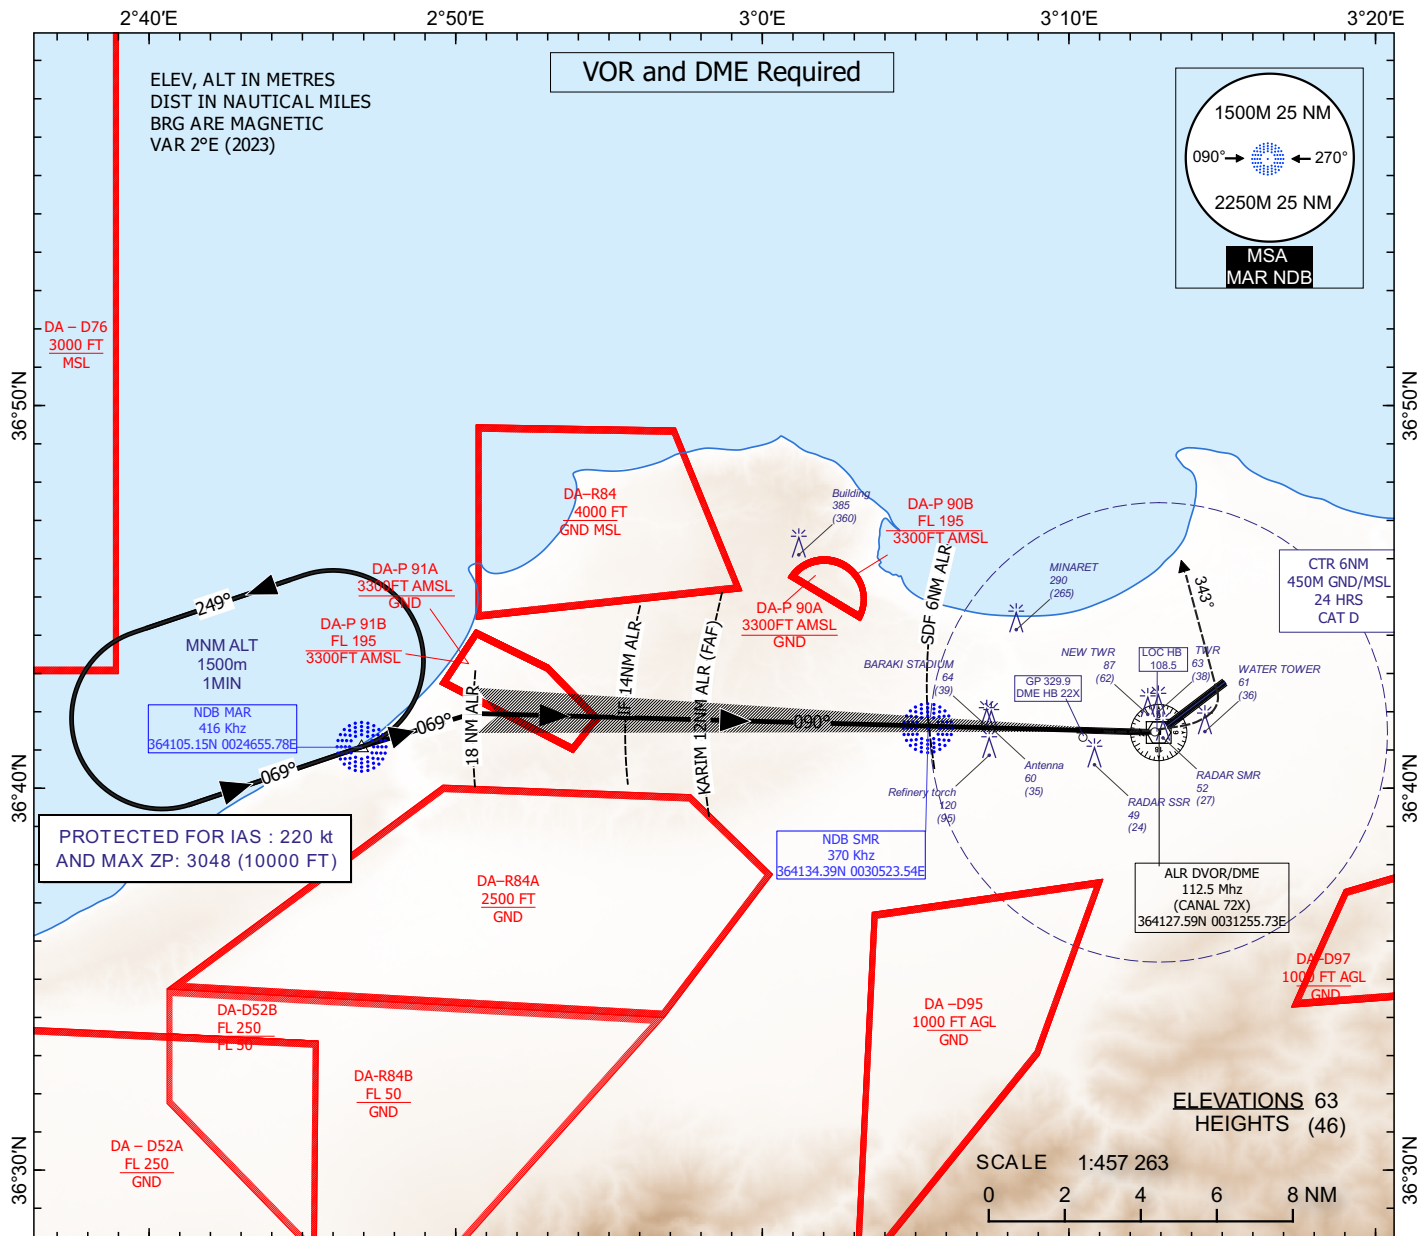 2°40'E
2°50'E
3°0'E
3°10'E
3°20'E
VOR and DME Required
ELEV, ALT IN METRES
DIST IN NAUTICAL MILES
BRG ARE MAGNETIC
VAR 2°E (2023)
1500M 25 NM
090°
270°
2250M 25 NM
MSA
MAR NDB
DA – D76
3000 FT
MSL
36°50'N
36°50'N
DA–R84
4000 FT
GND MSL
Building
385
(360)
DA-P 90B
FL 195
3300FT AMSL
DA-P 91A
3300FT AMSL
GND
DA-P 91B
FL 195
3300FT AMSL
DA-P 90A
3300FT AMSL
GND
MINARET
290
(265)
CTR 6NM
450M GND/MSL
24 HRS
CAT D
249°
MNM ALT
1500m
1MIN
NDB MAR
416 Khz
364105.15N 0024655.78E
069°
069°
18 NM ALR
IF 14NM ALR
KARIM 12NM ALR (FAF)
SDF 6NM ALR
090°
343°
BARAKI STADIUM
64
(39)
NEW TWR
87
(62)
LOC HB
108.5
TWR
63
(38)
GP 329.9
DME HB 22X
WATER TOWER
61
(36)
Antenna
60
(35)
Refinery torch
120
(95)
RADAR SMR
52
(27)
RADAR SSR
49
(24)
36°40'N
36°40'N
PROTECTED FOR IAS : 220 kt
AND MAX ZP: 3048 (10000 FT)
NDB SMR
370 Khz
364134.39N 0030523.54E
ALR DVOR/DME
112.5 Mhz
(CANAL 72X)
364127.59N 0031255.73E
DA–R84A
2500 FT
GND
DA–D97
1000 FT AGL
GND
DA-D52B
FL 250
FL 50
DA –D95
1000 FT AGL
GND
DA-R84B
FL 50
GND
DA – D52A
FL 250
GND
ELEVATIONS 63
HEIGHTS (46)
36°30'N
36°30'N
SCALE 1:457 263
0 2 4 6 8 NM